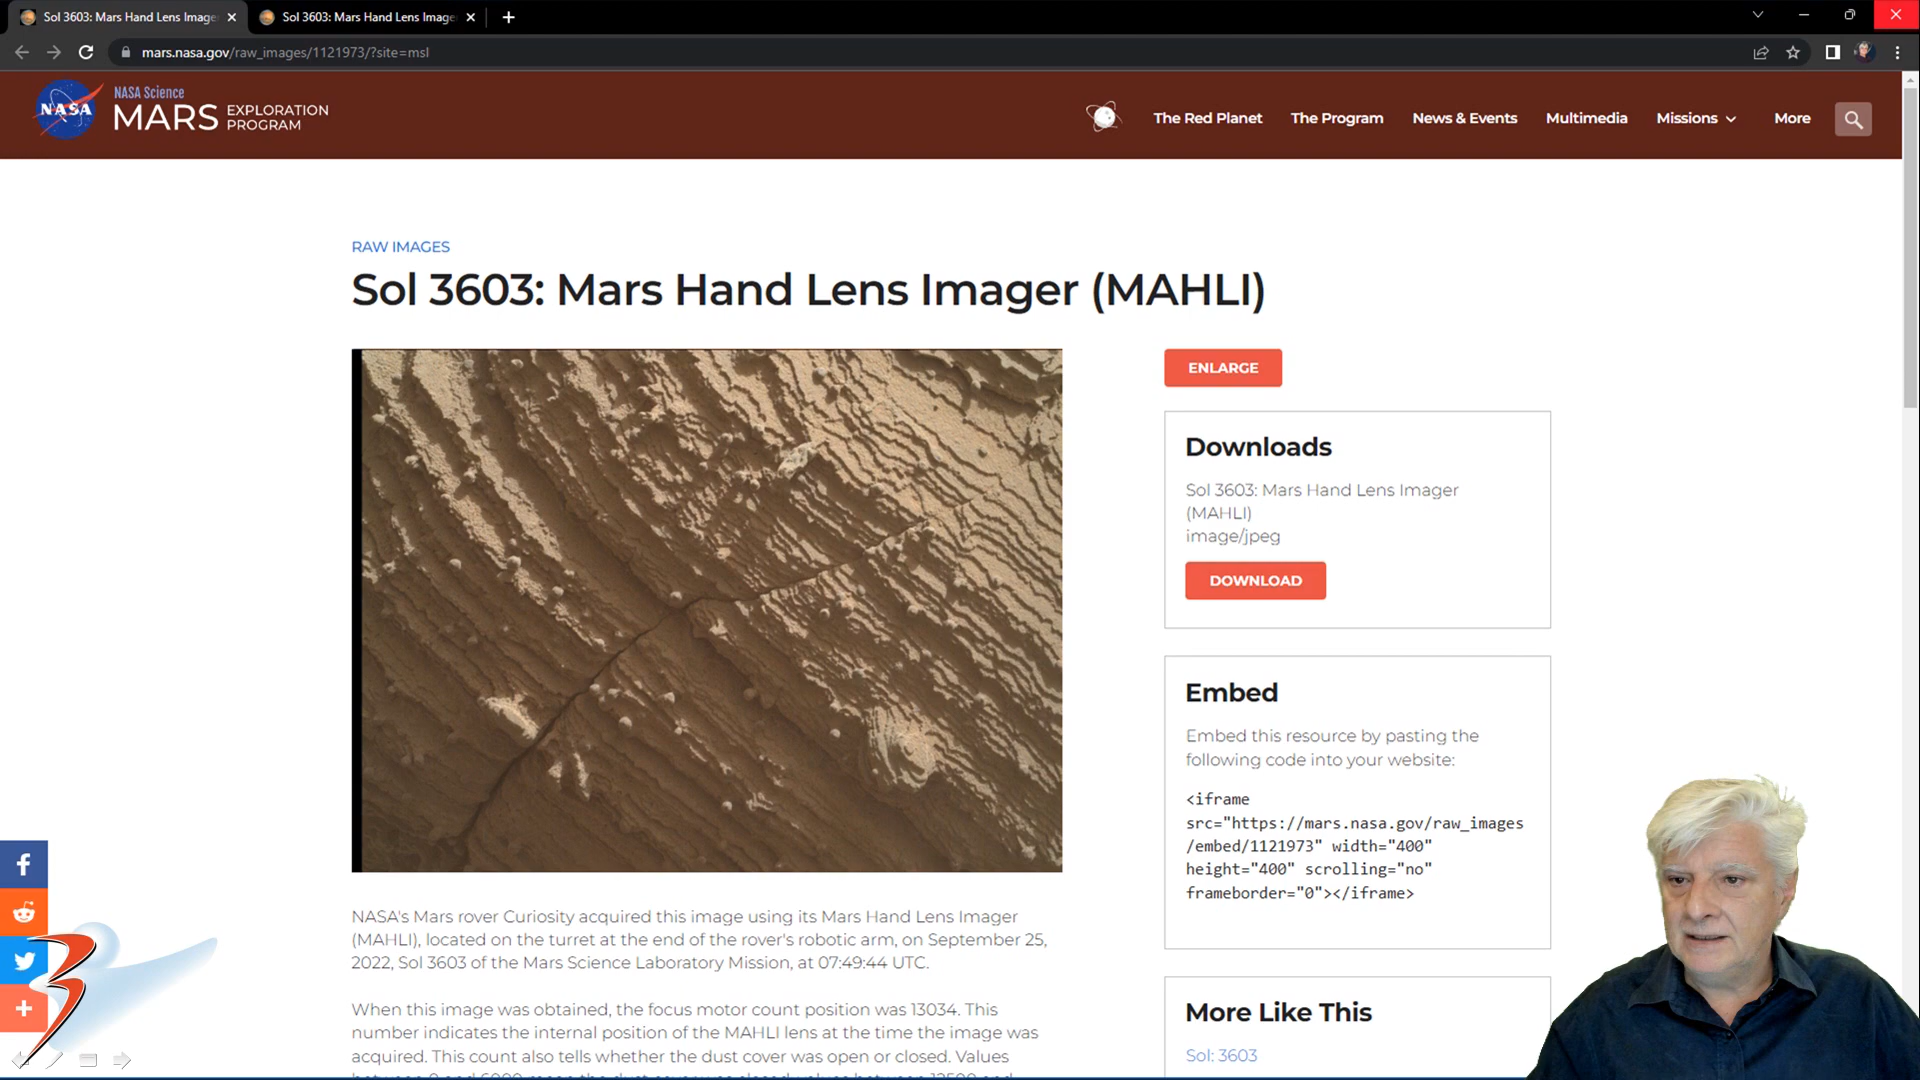 Sol 3603: Mars Hand Lens Image
Sol 3603: Mars Hand Lens Image
mars.nasa.gov/raw_images/1121973/?site=msl
NASA
NASA Science
MARS EXPLORATION PROGRAM
The Red Planet
The Program
News & Events
Multimedia
Missions
More
RAW IMAGES
Sol 3603: Mars Hand Lens Imager (MAHLI)
ENLARGE
Downloads
Sol 3603: Mars Hand Lens Imager
(MAHLI)
image/jpeg
DOWNLOAD
Embed
Embed this resource by pasting the
following code into your website:
<iframe
src="https://mars.nasa.gov/raw_images
/embed/1121973" width="400"
height="400" scrolling="no"
frameborder="0"></iframe>
NASA's Mars rover Curiosity acquired this image using its Mars Hand Lens Imager
(MAHLI), located on the turret at the end of the rover's robotic arm, on September 25,
2022, Sol 3603 of the Mars Science Laboratory Mission, at 07:49:44 UTC.
When this image was obtained, the focus motor count position was 13034. This
number indicates the internal position of the MAHLI lens at the time the image was
acquired. This count also tells whether the dust cover was open or closed. Values
More Like This
Sol: 3603